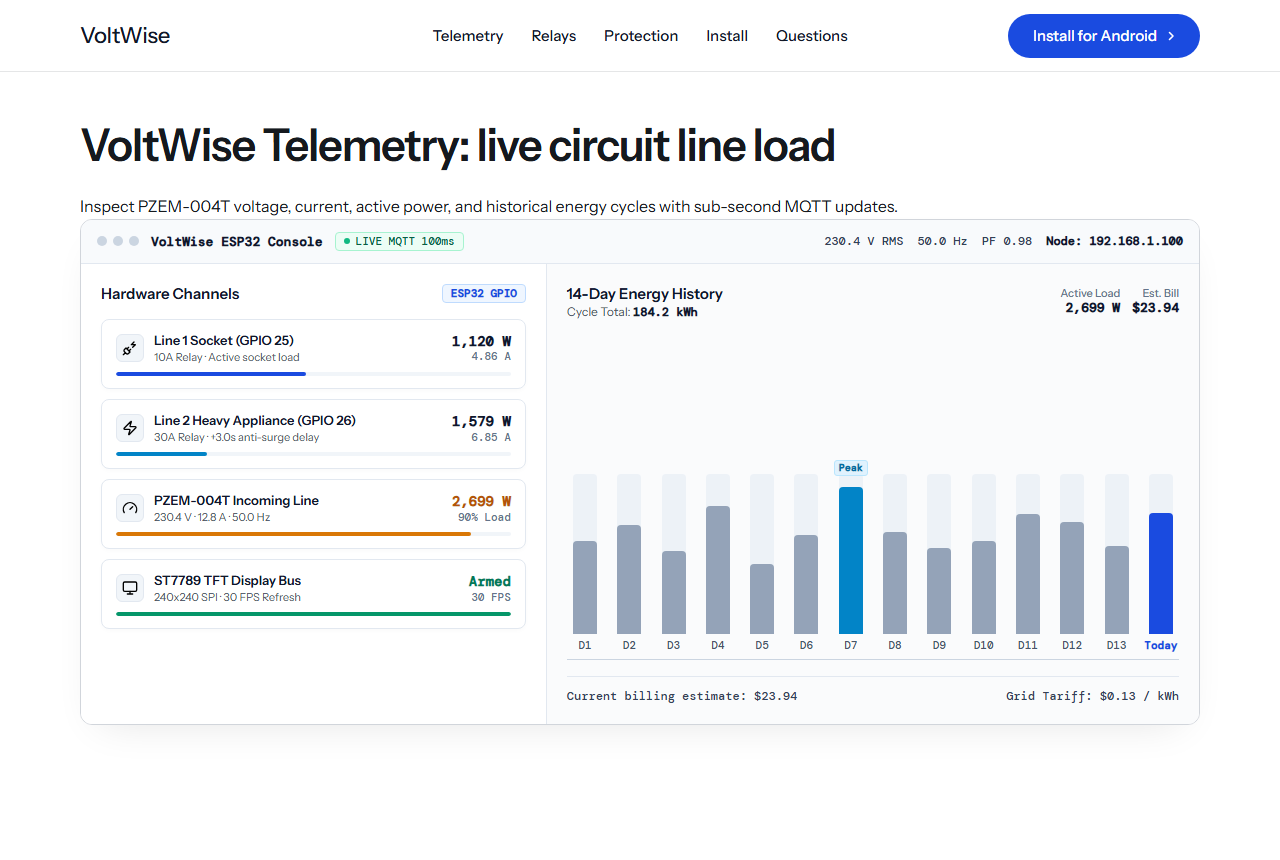 VoltWise
Telemetry
Relays
Protection
Install
Questions
Install for Android
VoltWise Telemetry: live circuit line load
Inspect PZEM-004T voltage, current, active power, and historical energy cycles with sub-second MQTT updates.
VoltWise ESP32 Console
LIVE MQTT 100ms
230.4 V RMS
50.0 Hz
PF 0.98
Node: 192.168.1.100
Hardware Channels
ESP32 GPIO
Line 1 Socket (GPIO 25)
10A Relay · Active socket load
1,120 W
4.86 A
Line 2 Heavy Appliance (GPIO 26)
30A Relay · +3.0s anti-surge delay
1,579 W
6.85 A
PZEM-004T Incoming Line
230.4 V · 12.8 A · 50.0 Hz
2,699 W
90% Load
ST7789 TFT Display Bus
240x240 SPI · 30 FPS Refresh
Armed
30 FPS
14-Day Energy History
Cycle Total: 184.2 kWh
Active Load
2,699 W
Est. Bill
$23.94
Peak
D1
D2
D3
D4
D5
D6
D7
D8
D9
D10
D11
D12
D13
Today
Current billing estimate: $23.94
Grid Tariff: $0.13 / kWh